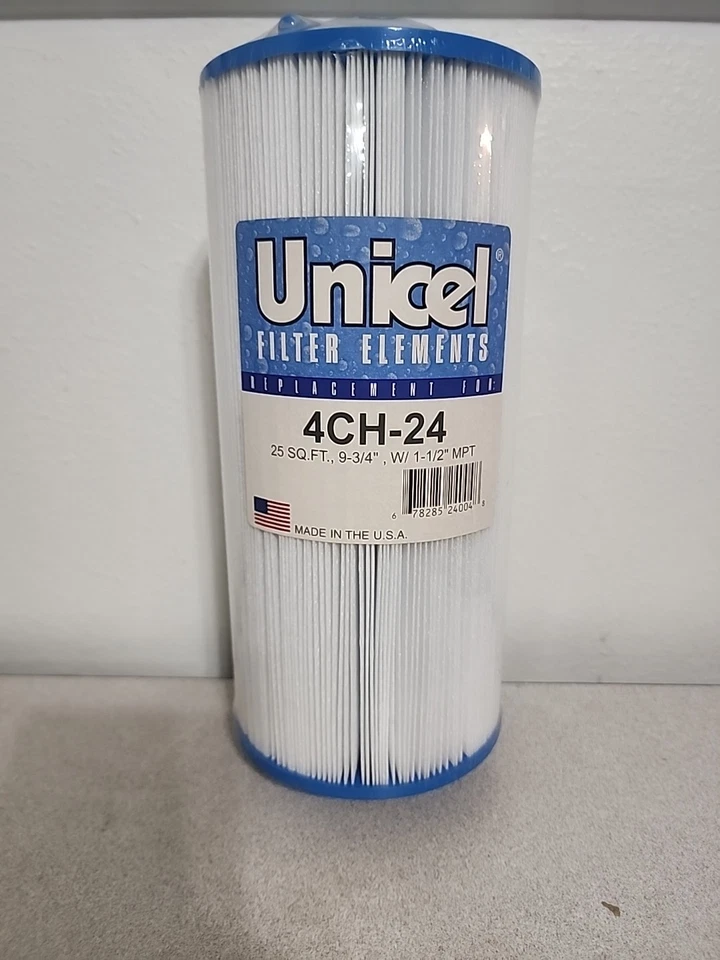 Unicel®
FILTER ELEMENTS
REPLACEMENT FOR:
4CH-24
25 SQ.FT., 9-3/4" , W/ 1-1/2" MPT
6 78285 24004 8
MADE IN THE U.S.A.